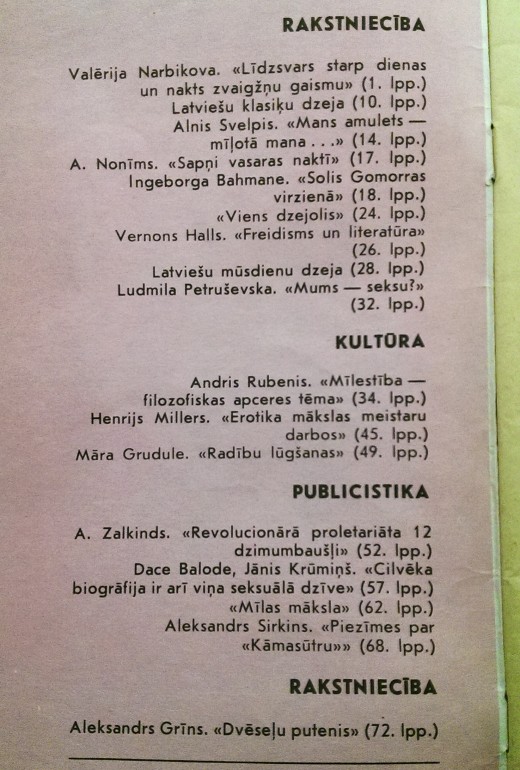 RAKSTNIECĪBA
Valērija Narbikova. «Līdzsvars starp dienas
un nakts zvaigžņu gaismu» (1. lpp.)
Latviešu klasiķu dzeja (10. lpp.)
Alnis Svelpis. «Mans amulets —
mīļotā mana . . .» (14. lpp.)
A. Nonīms. «Sapņi vasaras naktī» (17. lpp.)
Ingeborga Bahmane. «Solis Gomorras
virzienā» (18. lpp.)
«Viens dzejolis» (24. lpp.)
Vernons Halls. «Freidisms un literatūra»
(26. lpp.)
Latviešu mūsdienu dzeja (28. lpp.)
Ludmila Petruševska. «Mums — seksu?»
(32. lpp.)
KULTŪRA
Andris Rubenis. «Mīlestība —
filozofiskas apceres tēma» (34. lpp.)
Henrijs Millers. «Erotika mākslas meistaru
darbos» (45. lpp.)
Māra Grudule. «Radību lūgšanas» (49. lpp.)
PUBLICISTIKA
A. Zalkinds. «Revolucionārā proletariāta 12
dzimumbaušļi» (52. lpp.)
Dace Balode, Jānis Krūmiņš. «Cilvēka
biogrāfija ir arī viņa seksuālā dzīve» (57. lpp.)
«Mīlas māksla» (62. lpp.)
Aleksandrs Sirkins. «Piezīmes par
«Kāmasūtru»» (68. lpp.)
RAKSTNIECĪBA
Aleksandrs Grīns. «Dvēseļu putenis» (72. lpp.)